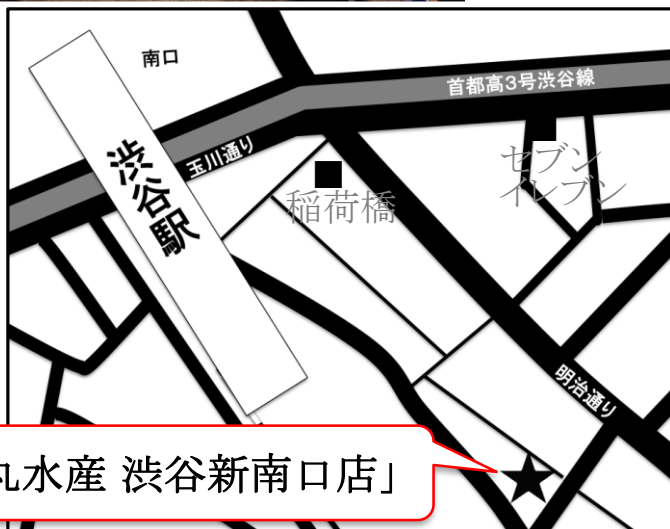 南口
首都高3号渋谷線
玉川通り
渋谷駅
セブン
イレブン
稲荷橋
明治通り
丸水産 渋谷新南口店」